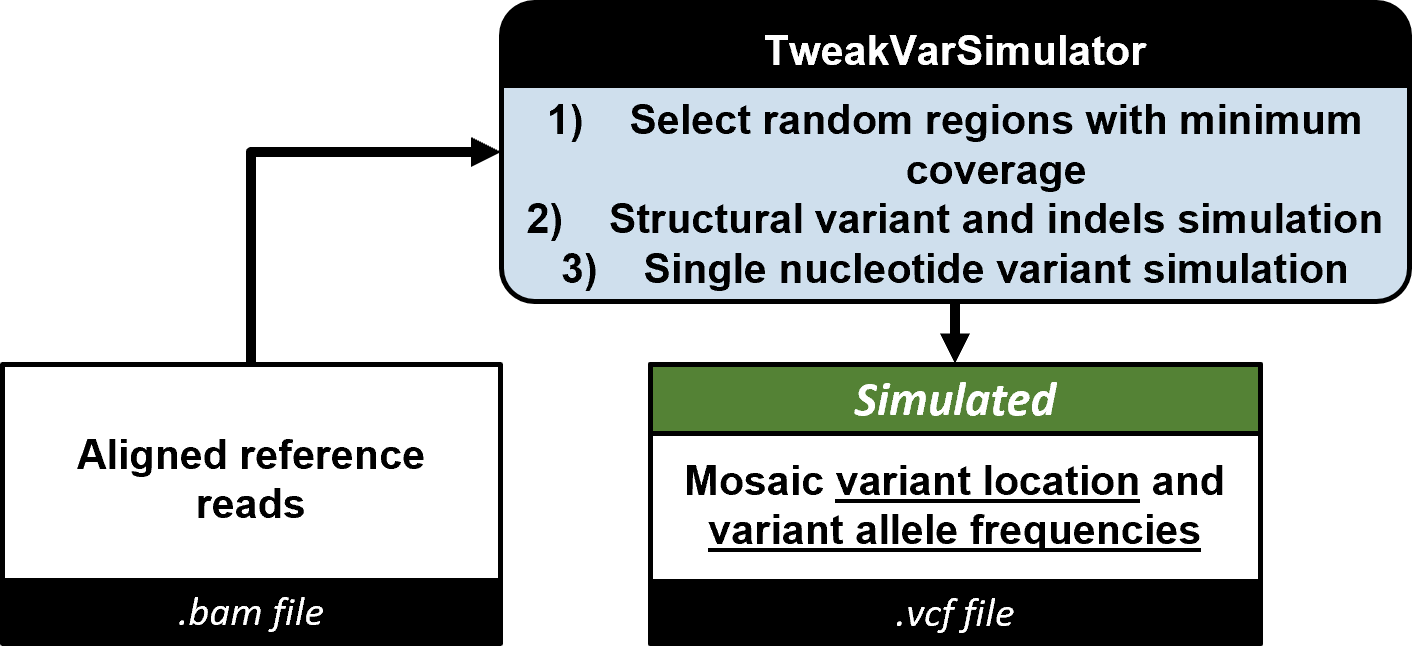 TweakVarSimulator
1) Select random regions with minimum
coverage
2) Structural variant and indels simulation
3) Single nucleotide variant simulation
Aligned reference
reads
.bam file
Simulated
Mosaic variant location and
variant allele frequencies
.vcf file